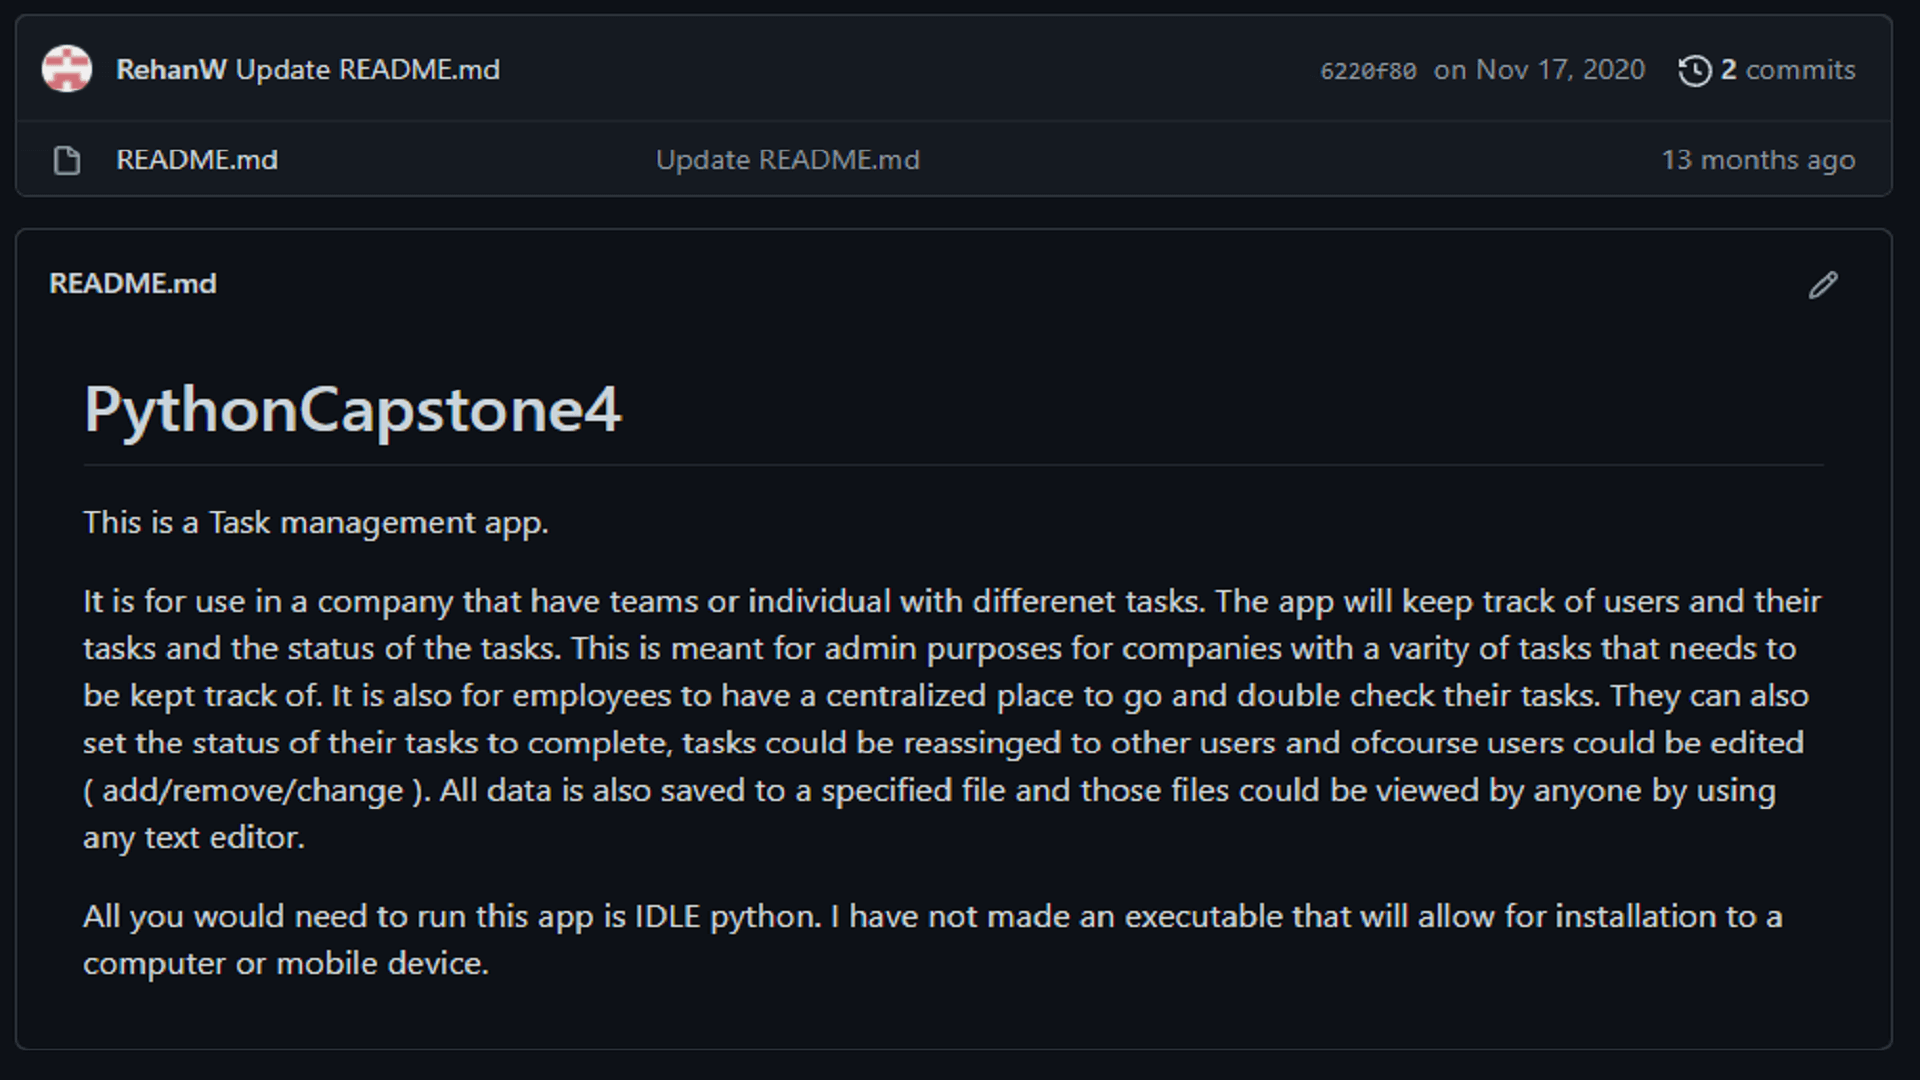 RehanW Update README.md 6220f80 on Nov 17, 2020 2 commits
README.md Update README.md 13 months ago
README.md
PythonCapstone4
This is a Task management app.
It is for use in a company that have teams or individual with differenet tasks. The app will keep track of users and their
tasks and the status of the tasks. This is meant for admin purposes for companies with a varity of tasks that needs to
be kept track of. It is also for employees to have a centralized place to go and double check their tasks. They can also
set the status of their tasks to complete, tasks could be reassinged to other users and ofcourse users could be edited
( add/remove/change ). All data is also saved to a specified file and those files could be viewed by anyone by using
any text editor.
All you would need to run this app is IDLE python. I have not made an executable that will allow for installation to a
computer or mobile device.